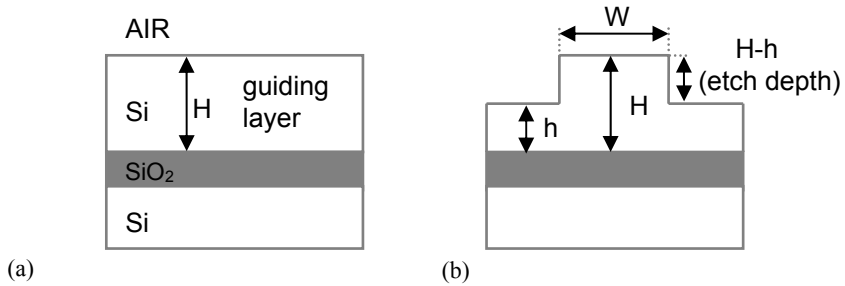 AIR
Si
H
guiding
layer
SiO₂
Si
(a)
W
H-h
(etch depth)
H
h
(b)